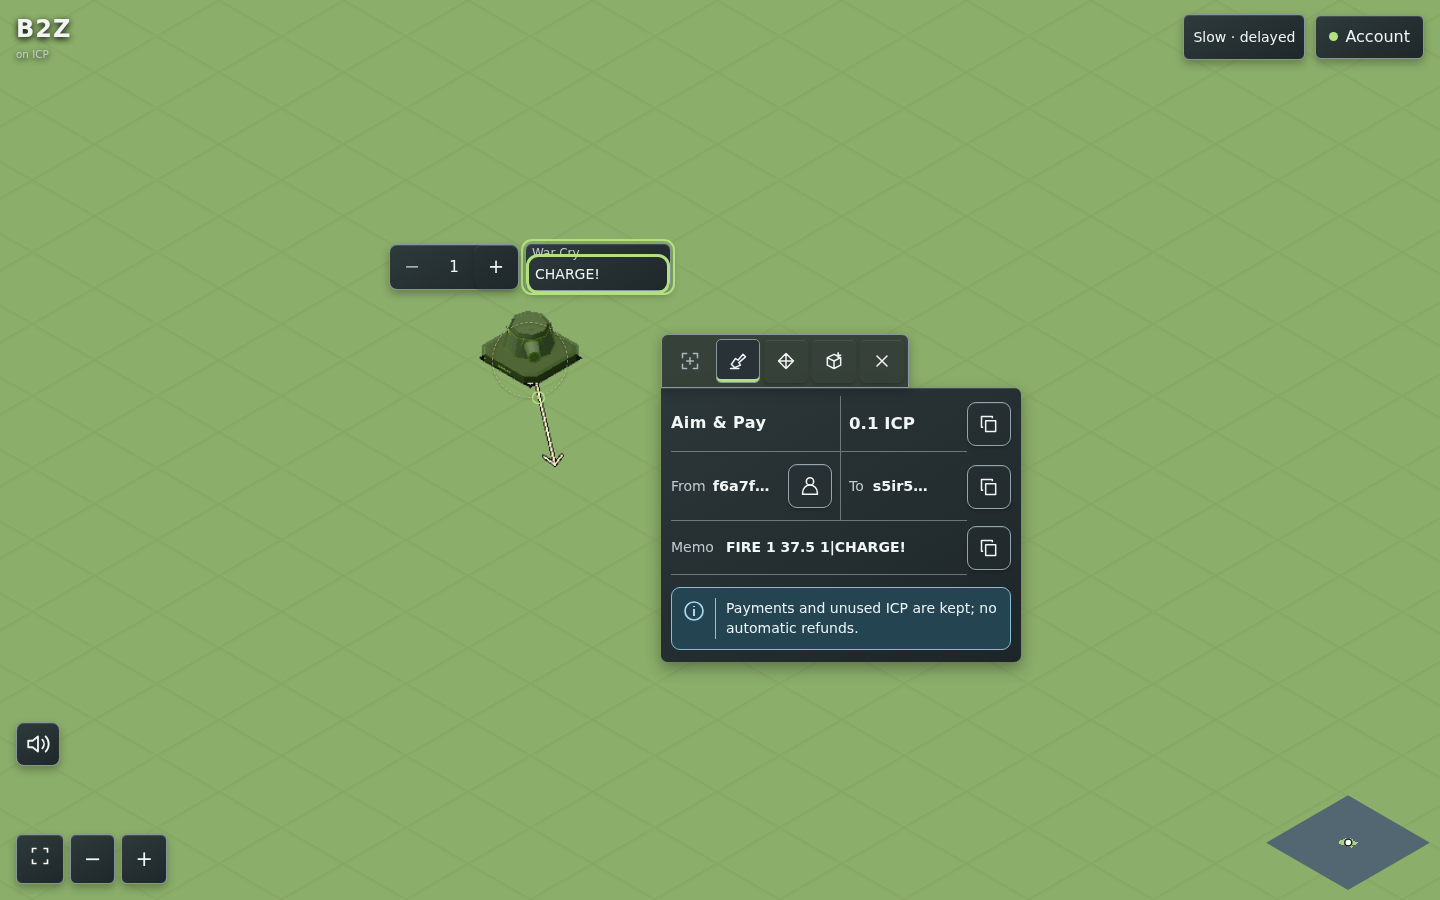 B2Z
on ICP
Slow · delayed
Account
1
War Cry
CHARGE!
Aim & Pay
0.1 ICP
From f6a7f…
To s5ir5…
Memo FIRE 1 37.5 1|CHARGE!
Payments and unused ICP are kept; no
automatic refunds.